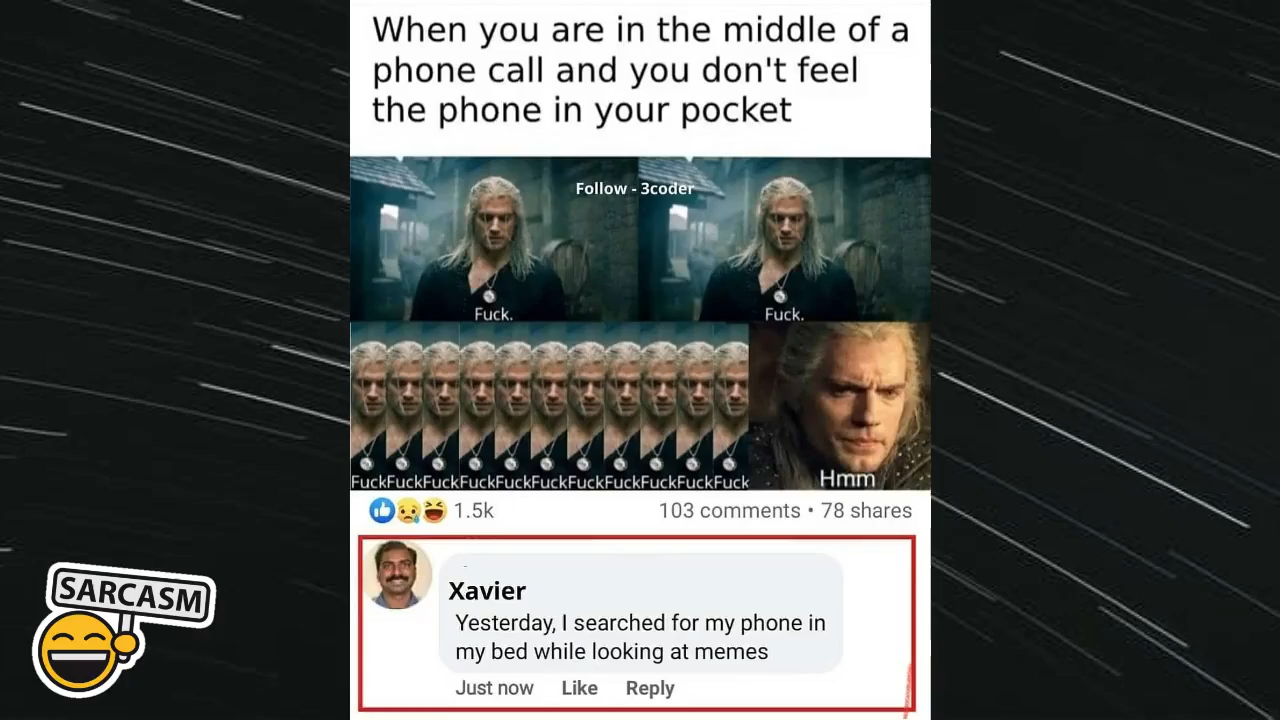 When you are in the middle of a
phone call and you don't feel
the phone in your pocket
Follow - 3coder
Fuck.
Fuck.
FuckFuckFuckFuckFuckFuckFuckFuckFuckFuckFuck
Hmm
1.5k
103 comments • 78 shares
Xavier
Yesterday, I searched for my phone in
my bed while looking at memes
Just now Like Reply
SARCASM